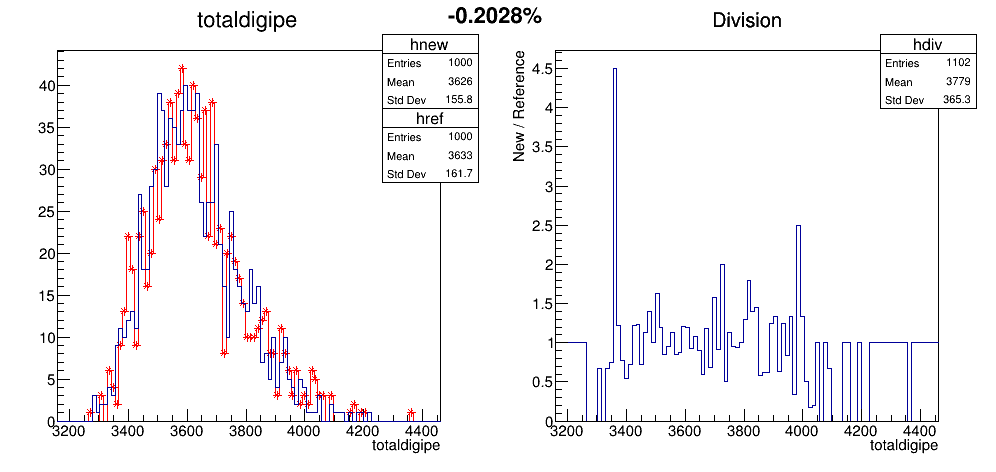 totaldigipe
-0.2028%
Division
hnew
Entries 1000
Mean 3626
Std Dev 155.8
href
Entries 1000
Mean 3633
Std Dev 161.7
40
35
30
25
20
15
10
5
0
3200 3400 3600 3800 4000 4200 4400
totaldigipe
hdiv
Entries 1102
Mean 3779
Std Dev 365.3
New / Reference
4.5
4
3.5
3
2.5
2
1.5
1
0.5
0
3200 3400 3600 3800 4000 4200 4400
totaldigipe